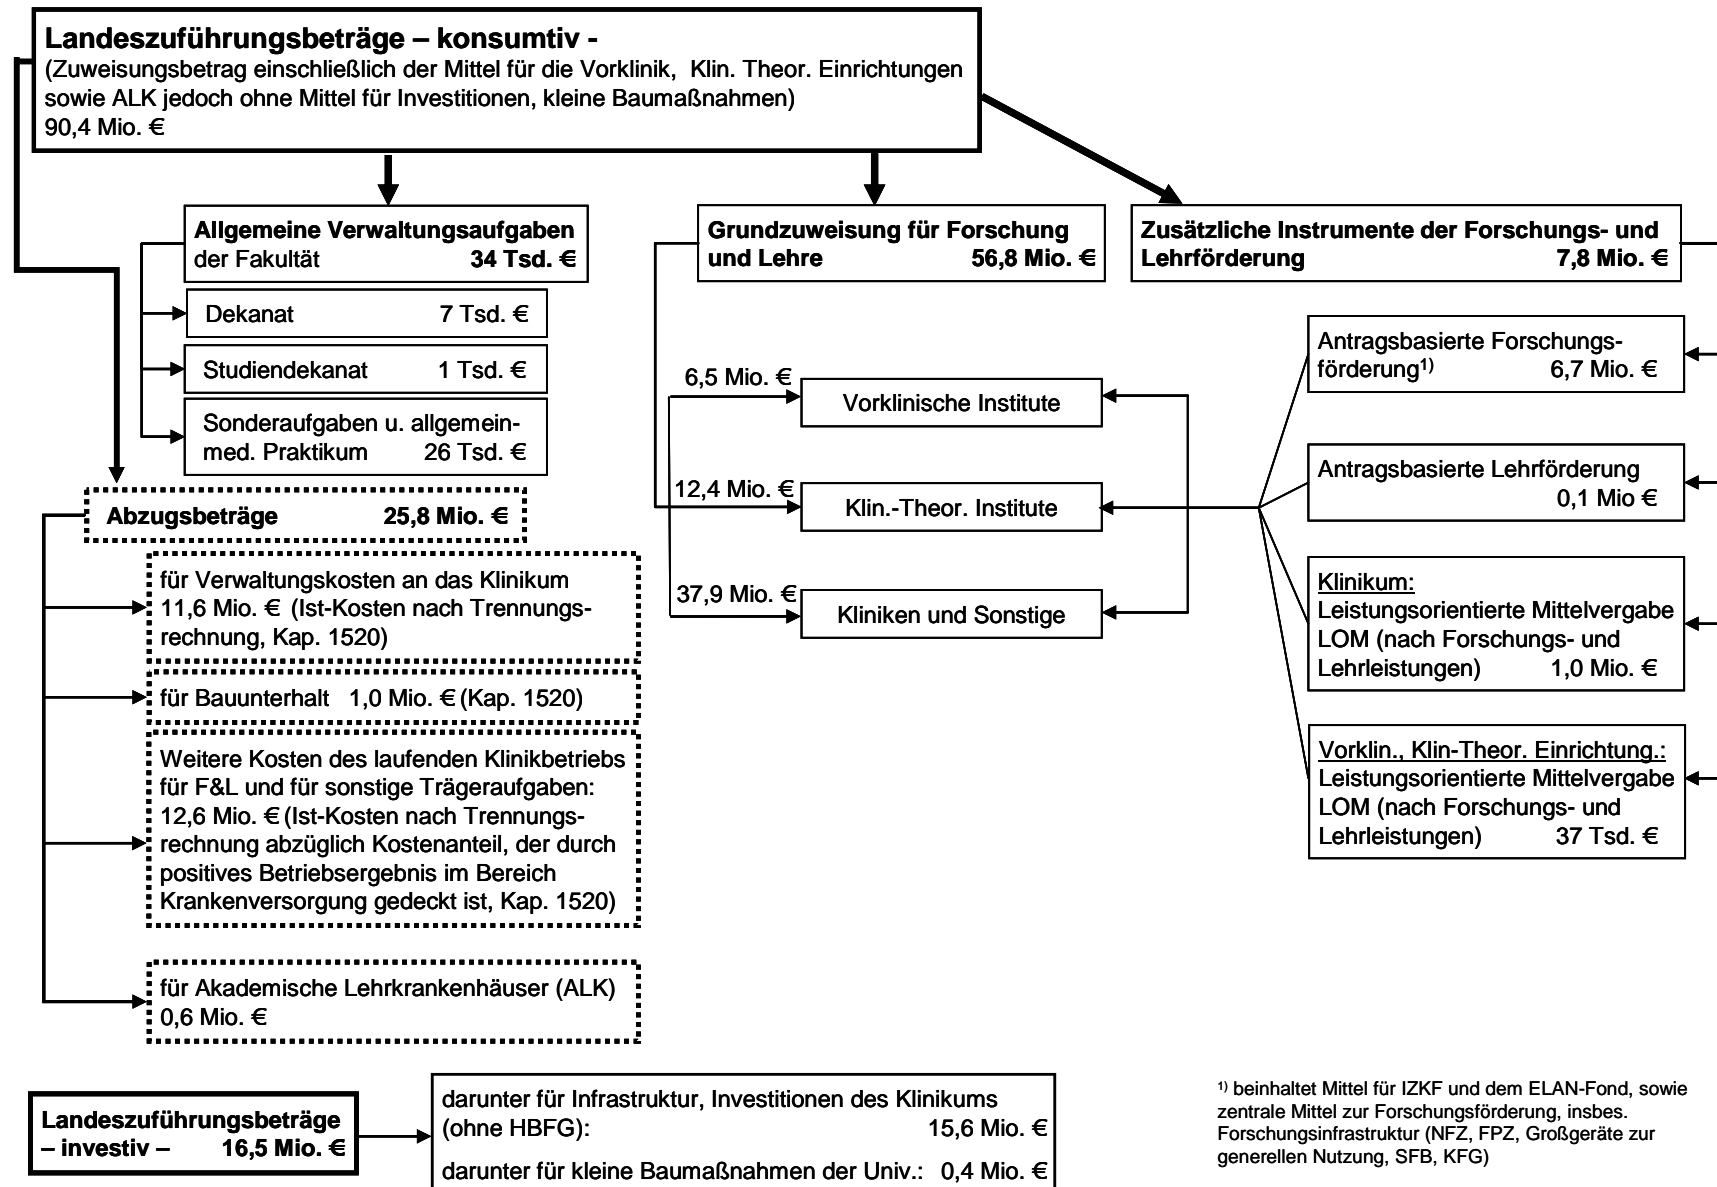 Landeszuführungsbeträge – konsumtiv -
(Zuweisungsbetrag einschließlich der Mittel für die Vorklinik, Klin. Theor. Einrichtungen
sowie ALK jedoch ohne Mittel für Investitionen, kleine Baumaßnahmen)
90,4 Mio. €
Allgemeine Verwaltungsaufgaben
der Fakultät 34 Tsd. €
Dekanat 7 Tsd. €
Studiendekanat 1 Tsd. €
Sonderaufgaben u. allgemein-
med. Praktikum 26 Tsd. €
Abzugsbeträge 25,8 Mio. €
für Verwaltungskosten an das Klinikum
11,6 Mio. € (Ist-Kosten nach Trennungs-
rechnung, Kap. 1520)
für Bauunterhalt 1,0 Mio. € (Kap. 1520)
Weitere Kosten des laufenden Klinikbetriebs
für F&L und für sonstige Trägeraufgaben:
12,6 Mio. € (Ist-Kosten nach Trennungs-
rechnung abzüglich Kostenanteil, der durch
positives Betriebsergebnis im Bereich
Krankenversorgung gedeckt ist, Kap. 1520)
für Akademische Lehrkrankenhäuser (ALK)
0,6 Mio. €
Grundzuweisung für Forschung
und Lehre 56,8 Mio. €
6,5 Mio. €
Vorklinische Institute
12,4 Mio. €
Klin.-Theor. Institute
37,9 Mio. €
Kliniken und Sonstige
Zusätzliche Instrumente der Forschungs- und
Lehrförderung 7,8 Mio. €
Antragsbasierte Forschungs-
förderung1) 6,7 Mio. €
Antragsbasierte Lehrförderung
0,1 Mio €
Klinikum:
Leistungsorientierte Mittelvergabe
LOM (nach Forschungs- und
Lehrleistungen) 1,0 Mio. €
Vorklin., Klin-Theor. Einrichtung.:
Leistungsorientierte Mittelvergabe
LOM (nach Forschungs- und
Lehrleistungen) 37 Tsd. €
Landeszuführungsbeträge
– investiv – 16,5 Mio. €
darunter für Infrastruktur, Investitionen des Klinikums
(ohne HBFG): 15,6 Mio. €
darunter für kleine Baumaßnahmen der Univ.: 0,4 Mio. €
1) beinhaltet Mittel für IZKF und dem ELAN-Fond, sowie
zentrale Mittel zur Forschungsförderung, insbes.
Forschungsinfrastruktur (NFZ, FPZ, Großgeräte zur
generellen Nutzung, SFB, KFG)